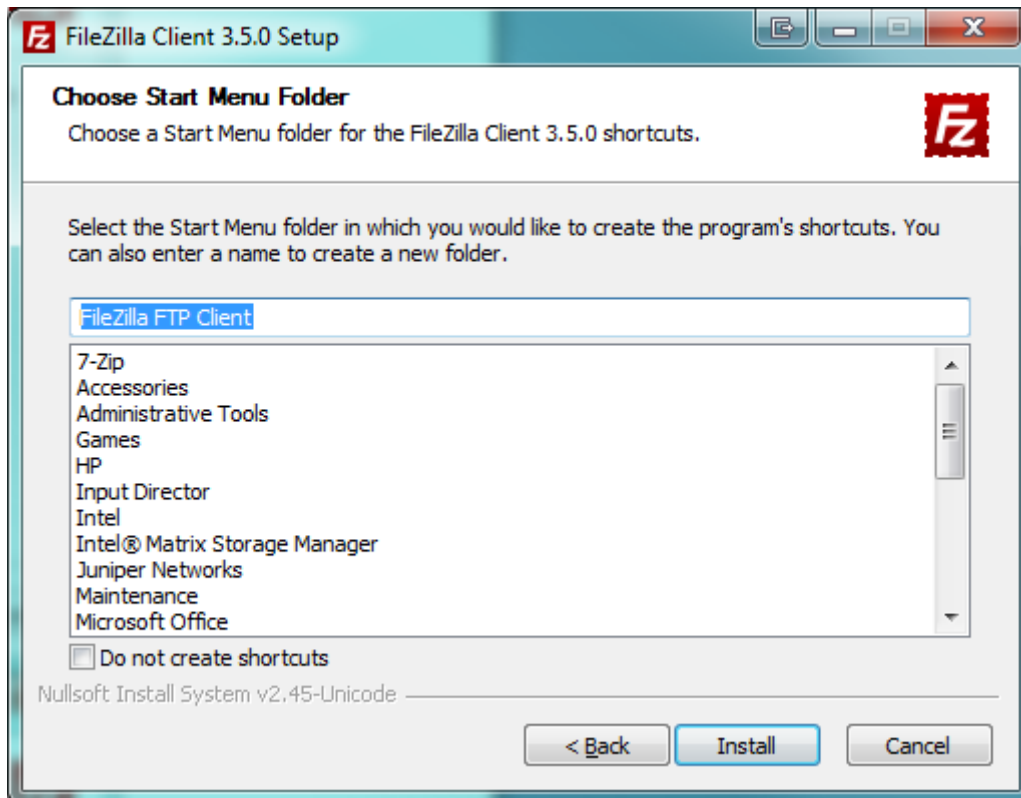 FileZilla Client 3.5.0 Setup
Choose Start Menu Folder
Choose a Start Menu folder for the FileZilla Client 3.5.0 shortcuts.
Fz
Select the Start Menu folder in which you would like to create the program's shortcuts. You
can also enter a name to create a new folder.
FileZilla FTP Client
7-Zip
Accessories
Administrative Tools
Games
HP
Input Director
Intel
Intel® Matrix Storage Manager
Juniper Networks
Maintenance
Microsoft Office
Do not create shortcuts
Nullsoft Install System v2.45-Unicode
< Back
Install
Cancel